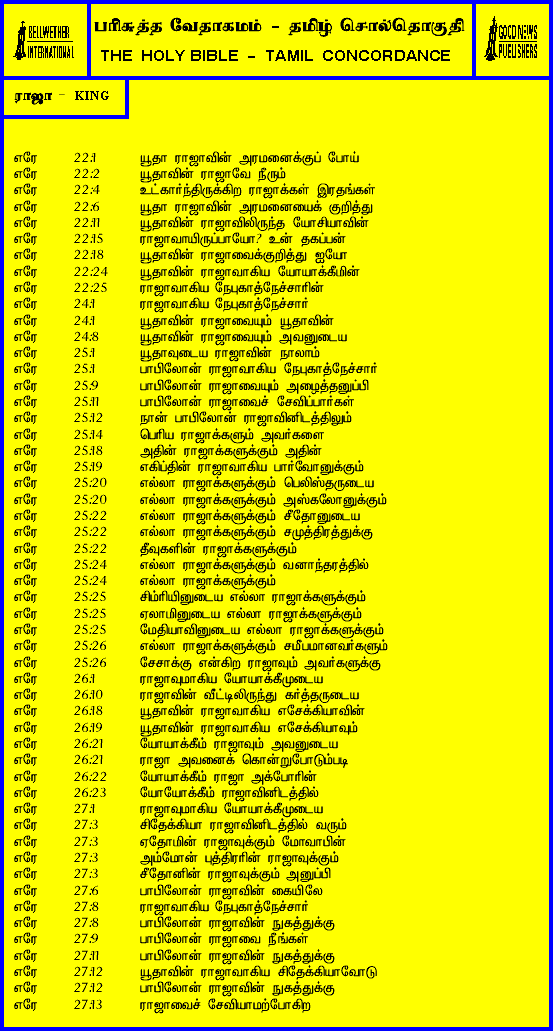 BELLWETHER
INTERNATIONAL
பரிசுத்த வேதாகமம் - தமிழ் சொல்தொகுதி
THE HOLY BIBLE - TAMIL CONCORDANCE
GOOD NEWS
PUBLISHERS
ராஜா - KING
எரே 22:1 யூதா ராஜாவின் அரமனைக்குப் போய்
எரே 22:2 யூதாவின் ராஜாவே நீரும்
எரே 22:4 உட்கார்ந்திருக்கிற ராஜாக்கள் இரதங்கள்
எரே 22:6 யூதா ராஜாவின் அரமனையைக் குறித்து
எரே 22:11 யூதாவின் ராஜாவிலிருந்த யோசியாவின்
எரே 22:15 ராஜாவாயிருப்பாயோ? உன் தகப்பன்
எரே 22:18 யூதாவின் ராஜாவைக்குறித்து ஐயோ
எரே 22:24 யூதாவின் ராஜாவாகிய யோயாக்கீமின்
எரே 22:25 ராஜாவாகிய நேபுகாத்நேச்சாரின்
எரே 24:1 ராஜாவாகிய நேபுகாத்நேச்சார்
எரே 24:1 யூதாவின் ராஜாவையும் யூதாவின்
எரே 24:8 யூதாவின் ராஜாவையும் அவனுடைய
எரே 25:1 யூதாவுடைய ராஜாவின் நாலாம்
எரே 25:1 பாபிலோன் ராஜாவாகிய நேபுகாத்நேச்சார்
எரே 25:9 பாபிலோன் ராஜாவையும் அழைத்தனுப்பி
எரே 25:11 பாபிலோன் ராஜாவைச் சேவிப்பார்கள்
எரே 25:12 நான் பாபிலோன் ராஜாவினிடத்திலும்
எரே 25:14 பெரிய ராஜாக்களும் அவர்களை
எரே 25:18 அதின் ராஜாக்களுக்கும் அதின்
எரே 25:19 எகிப்தின் ராஜாவாகிய பார்வோனுக்கும்
எரே 25:20 எல்லா ராஜாக்களுக்கும் பெலிஸ்தருடைய
எரே 25:20 எல்லா ராஜாக்களுக்கும் அஸ்கலோனுக்கும்
எரே 25:22 எல்லா ராஜாக்களுக்கும் சீதோனுடைய
எரே 25:22 எல்லா ராஜாக்களுக்கும் சமுத்திரத்துக்கு
எரே 25:22 தீவுகளின் ராஜாக்களுக்கும்
எரே 25:24 எல்லா ராஜாக்களுக்கும் வனாந்தரத்தில்
எரே 25:24 எல்லா ராஜாக்களுக்கும்
எரே 25:25 சிம்ரியினுடைய எல்லா ராஜாக்களுக்கும்
எரே 25:25 ஏலாமினுடைய எல்லா ராஜாக்களுக்கும்
எரே 25:25 மேதியாவினுடைய எல்லா ராஜாக்களுக்கும்
எரே 25:26 எல்லா ராஜாக்களுக்கும் சமீபமானவர்களும்
எரே 25:26 சேசாக்கு என்கிற ராஜாவும் அவர்களுக்கு
எரே 26:1 ராஜாவுமாகிய யோயாக்கீமுடைய
எரே 26:10 ராஜாவின் வீட்டிலிருந்து கர்த்தருடைய
எரே 26:18 யூதாவின் ராஜாவாகிய எசேக்கியாவின்
எரே 26:19 யூதாவின் ராஜாவாகிய எசேக்கியாவும்
எரே 26:21 யோயாக்கீம் ராஜாவும் அவனுடைய
எரே 26:21 ராஜா அவனைக் கொன்றுபோடும்படி
எரே 26:22 யோயாக்கீம் ராஜா அக்போரின்
எரே 26:23 யோயோக்கீம் ராஜாவினிடத்தில்
எரே 27:1 ராஜாவுமாகிய யோயாக்கீமுடைய
எரே 27:3 சிதேக்கியா ராஜாவினிடத்தில் வரும்
எரே 27:3 ஏதோமின் ராஜாவுக்கும் மோவாபின்
எரே 27:3 அம்மோன் புத்திரரின் ராஜாவுக்கும்
எரே 27:3 சீதோனின் ராஜாவுக்கும் அனுப்பி
எரே 27:6 பாபிலோன் ராஜாவின் கையிலே
எரே 27:8 ராஜாவாகிய நேபுகாத்நேச்சார்
எரே 27:8 பாபிலோன் ராஜாவின் நுகத்துக்கு
எரே 27:9 பாபிலோன் ராஜாவை நீங்கள்
எரே 27:11 பாபிலோன் ராஜாவின் நுகத்துக்கு
எரே 27:12 யூதாவின் ராஜாவாகிய சிதேக்கியாவோடு
எரே 27:12 பாபிலோன் ராஜாவின் நுகத்துக்கு
எரே 27:13 ராஜாவைச் சேவியாமற்போகிற